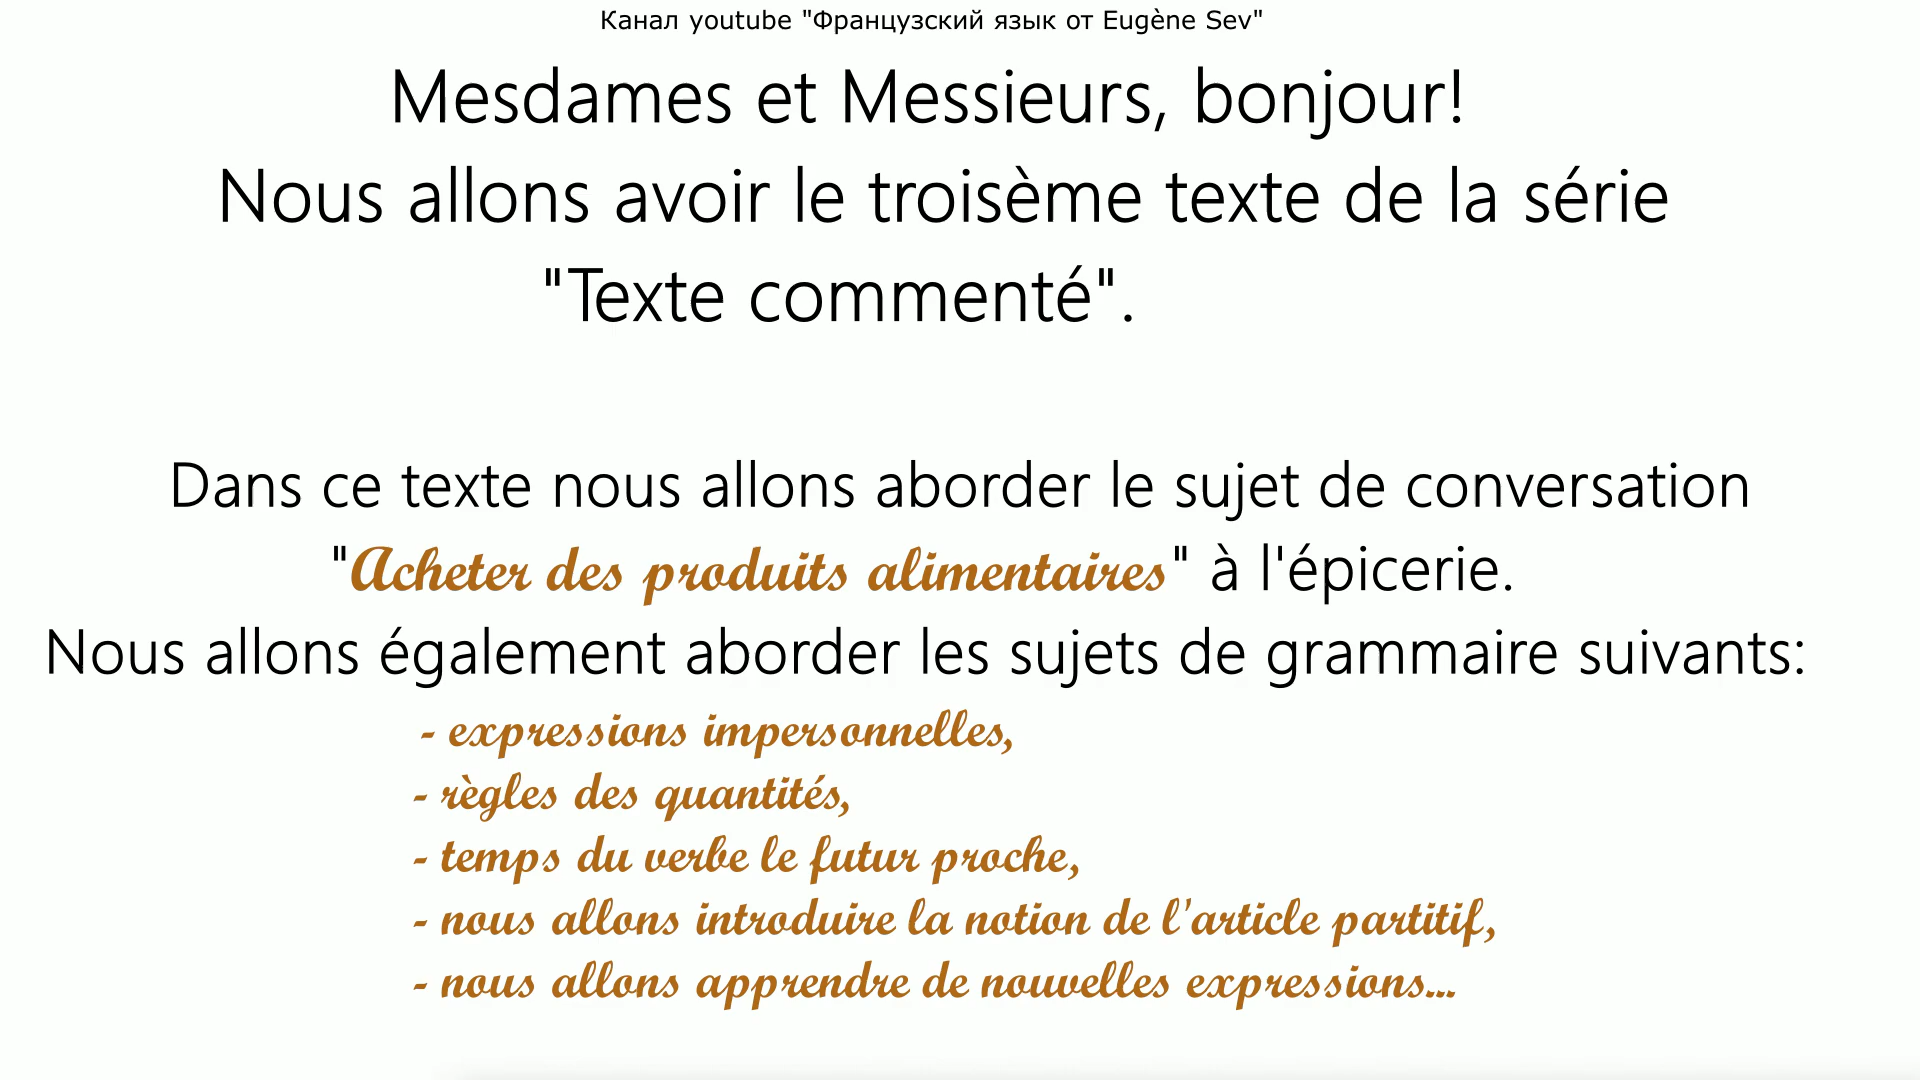 Канал youtube "Французский язык от Eugène Sev"
Mesdames et Messieurs, bonjour!
Nous allons avoir le troisème texte de la série
"Texte commenté".
Dans ce texte nous allons aborder le sujet de conversation
"Acheter des produits alimentaires" à l'épicerie.
Nous allons également aborder les sujets de grammaire suivants:
- expressions impersonnelles,
- règles des quantités,
- temps du verbe le futur proche,
- nous allons introduire la notion de l'article partitif,
- nous allons apprendre de nouvelles expressions...